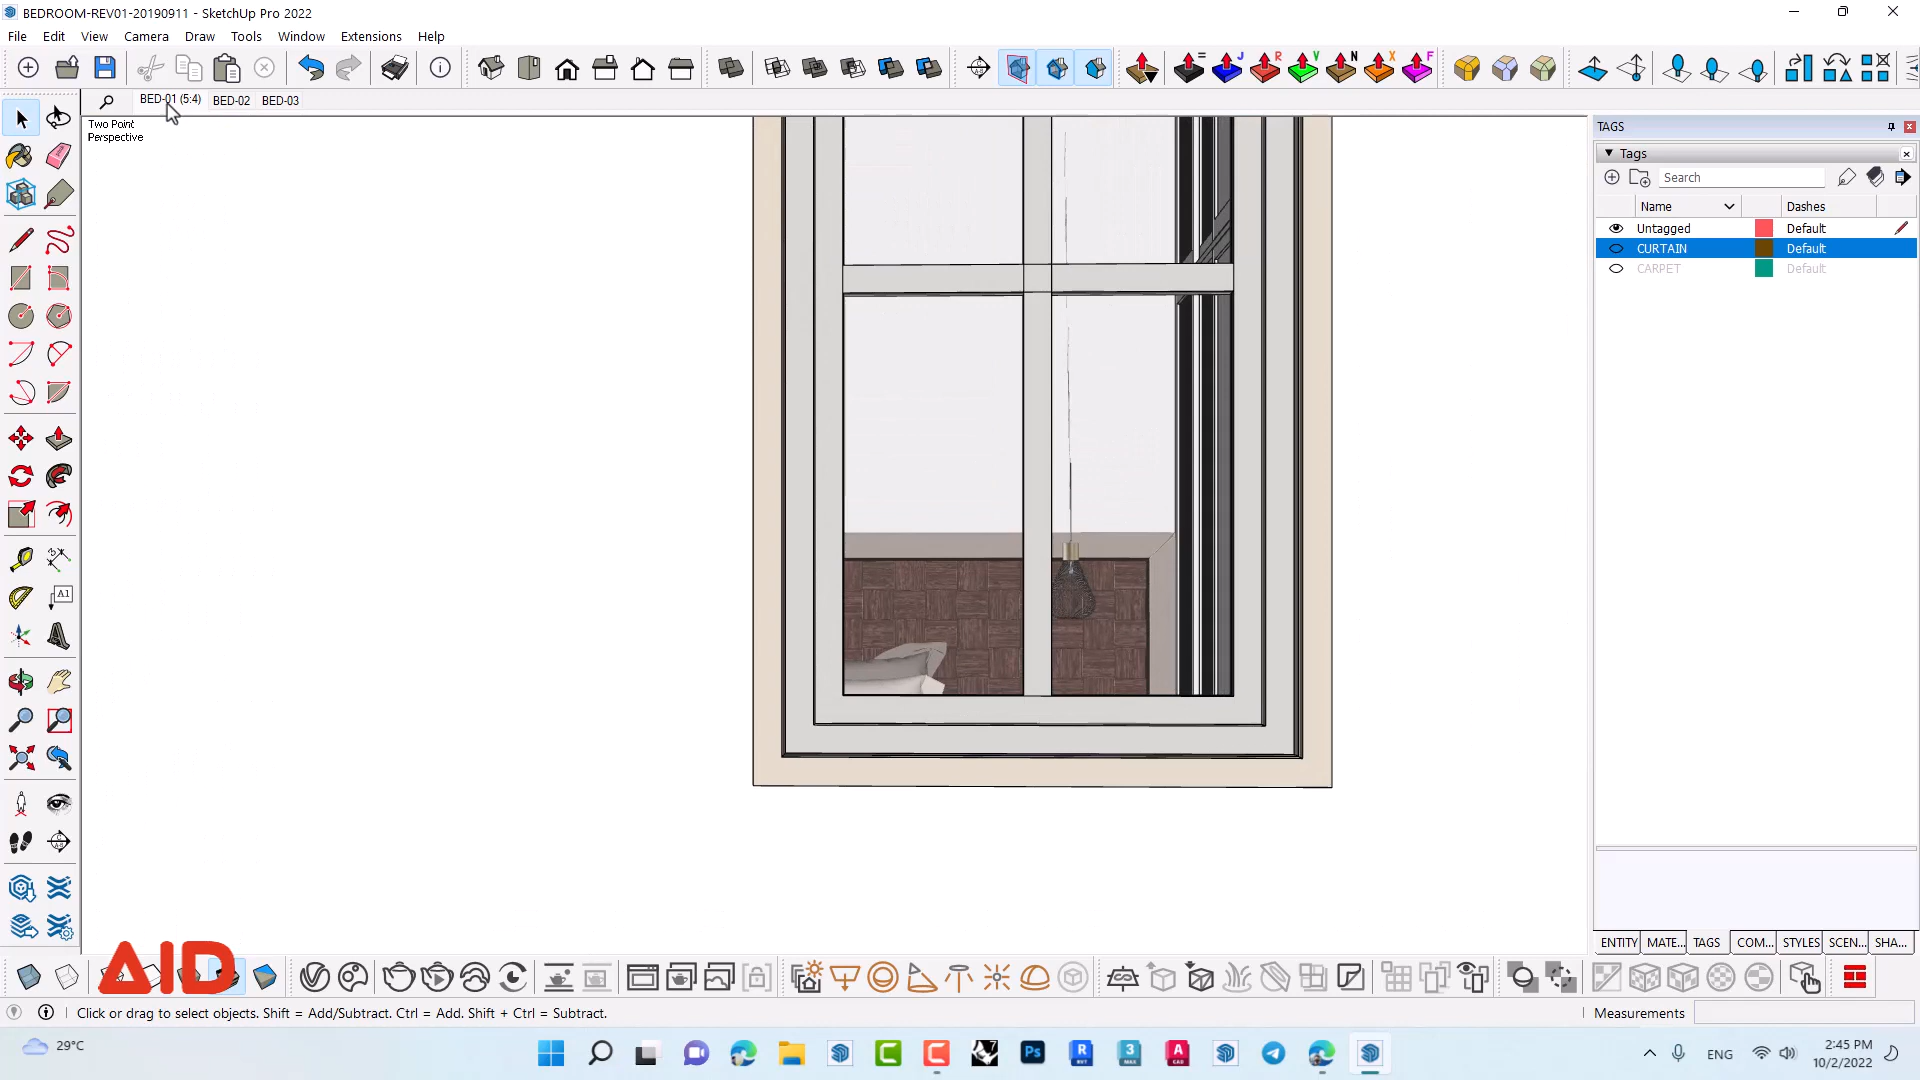 BEDROOM-REV01-20190911 - SketchUp Pro 2022
File Edit View Camera Draw Tools Window Extensions Help
BED-01 (5:4) BED-02 BED-03
Two Point
Perspective
TAGS
Tags
Search
Name Dashes
Untagged Default
CURTAIN Default
CARPET Default
ENTITY MATE... TAGS COM... STYLES SCEN... SHA...
AID
Click or drag to select objects. Shift = Add/Subtract. Ctrl = Add. Shift + Ctrl = Subtract.
Measurements
29°C
ENG
2:45 PM
10/2/2022